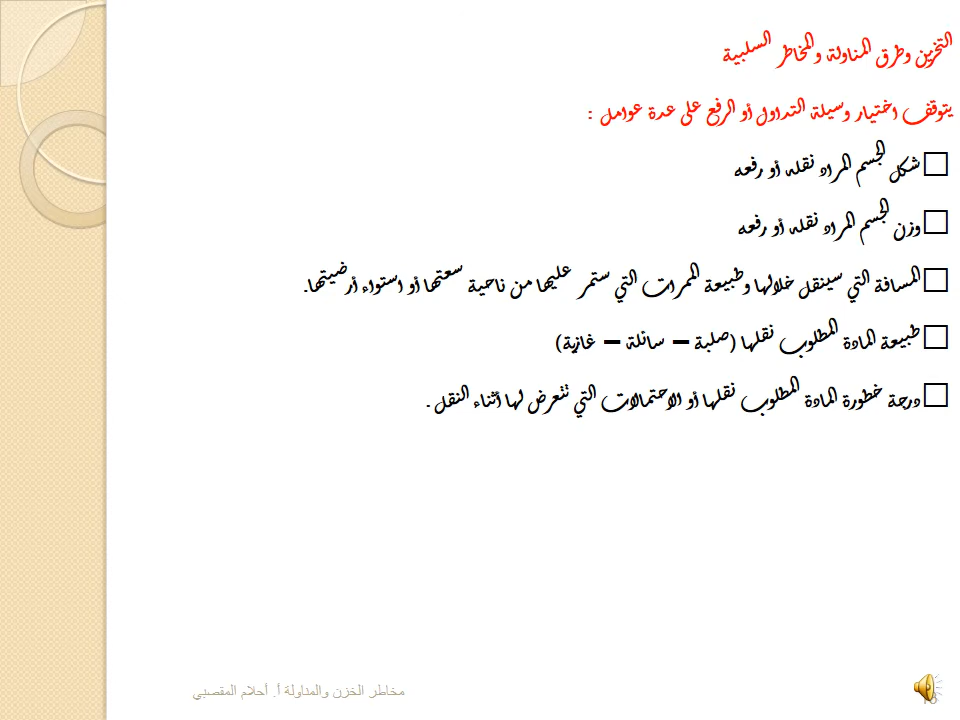 التخزين وطرق المناولة والمخاطر السلبية
يتوقف اختيار وسيلة التداول أو الرفع على عدة عوامل :
شكل الجسم المراد نقله أو رفعه
وزن الجسم المراد نقله أو رفعه
المسافة التي سينقل خلالها وطبيعة الممرات التي ستمر عليها من ناحية سعتها أو استواء أرضيتها.
طبيعة المادة المطلوب نقلها (صلبة – سائلة – غازية)
درجة خطورة المادة المطلوب نقلها أو الاحتمالات التي تتعرض لها أثناء النقل .
مخاطر الخزن والمناولة أ. أحلام المقصبي